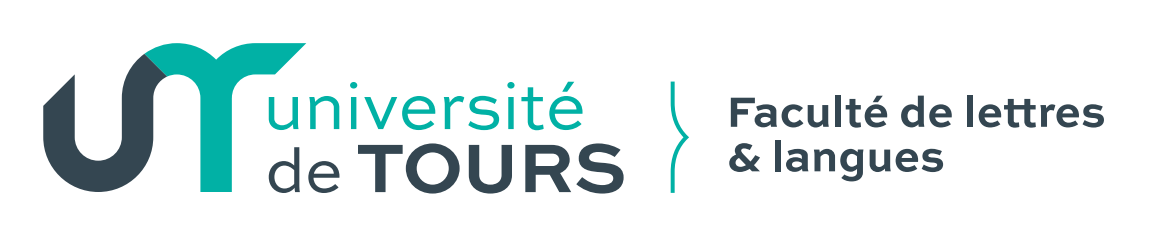 université
de TOURS
Faculté de lettres
& langues